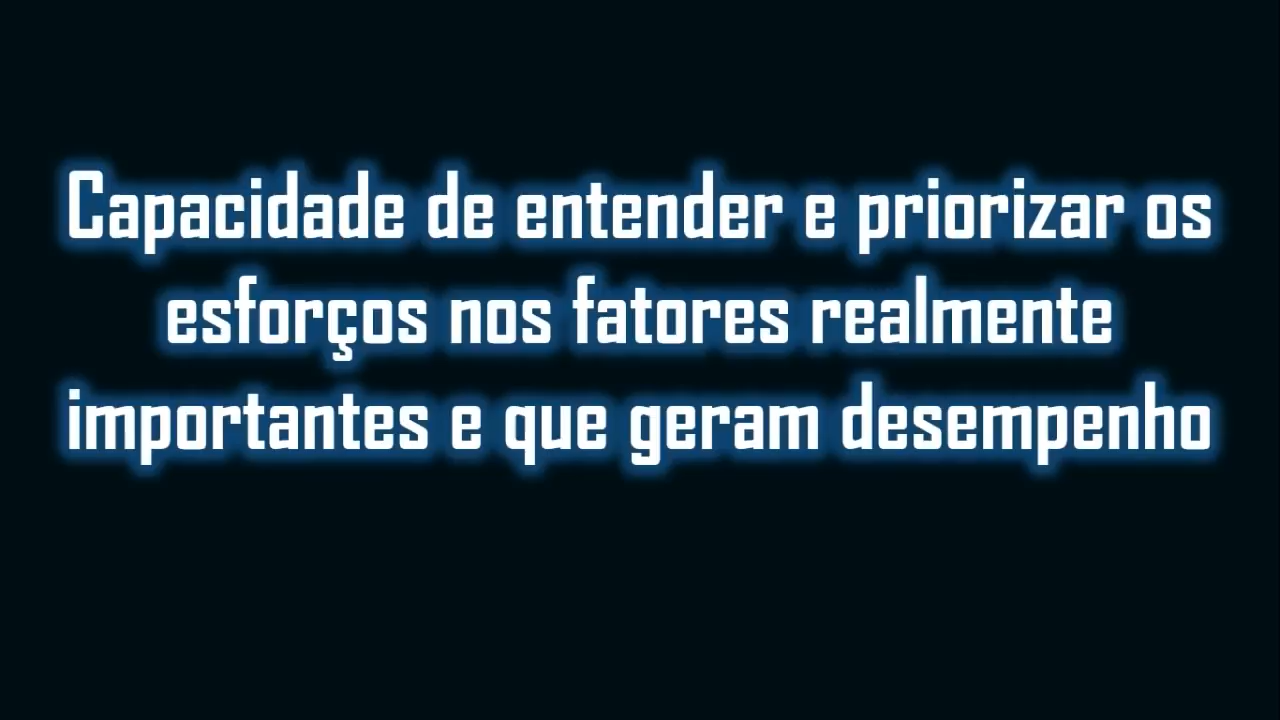 Capacidade de entender e priorizar os
esforços nos fatores realmente
importantes e que geram desempenho